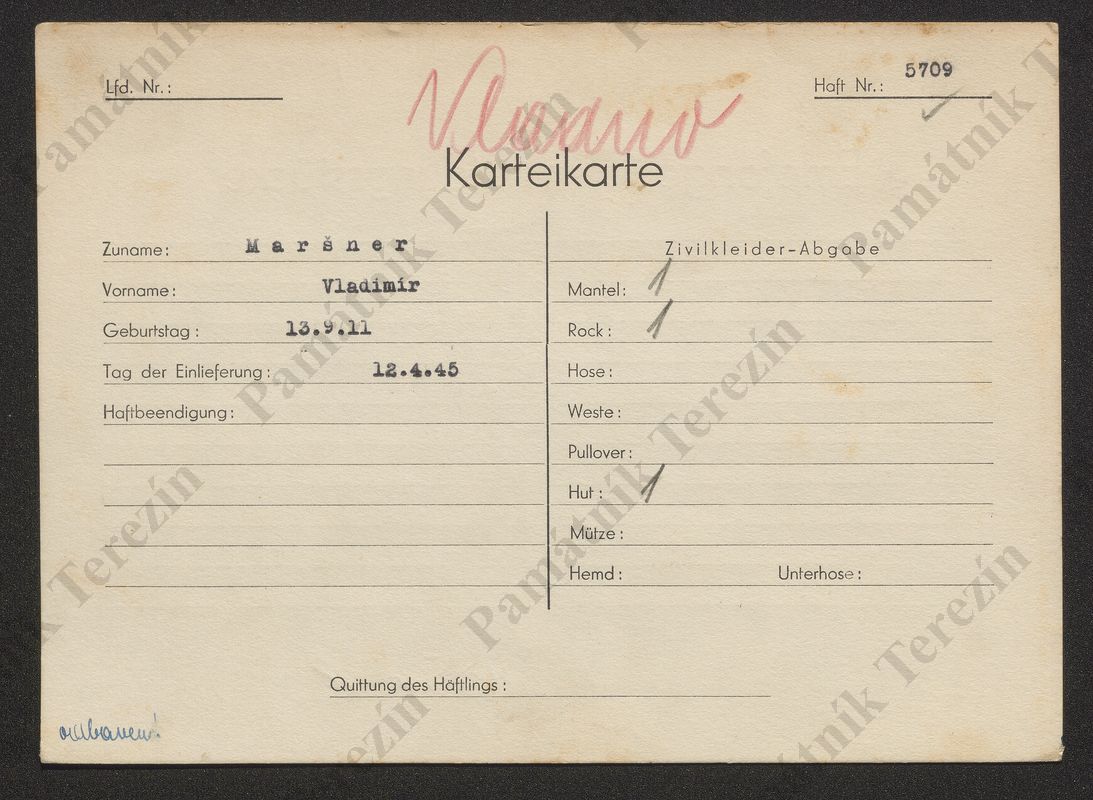 Lfd. Nr.:
Haft Nr.: 5709
Karteikarte
Zuname: Maršner
Vorname: Vladimír
Geburtstag: 13.9.11
Tag der Einlieferung: 12.4.45
Haftbeendigung:
Zivilkleider-Abgabe
Mantel: 1
Rock: 1
Hose:
Weste:
Pullover:
Hut: 1
Mütze:
Hemd: Unterhose:
Quittung des Häftlings:
Památník Terezín